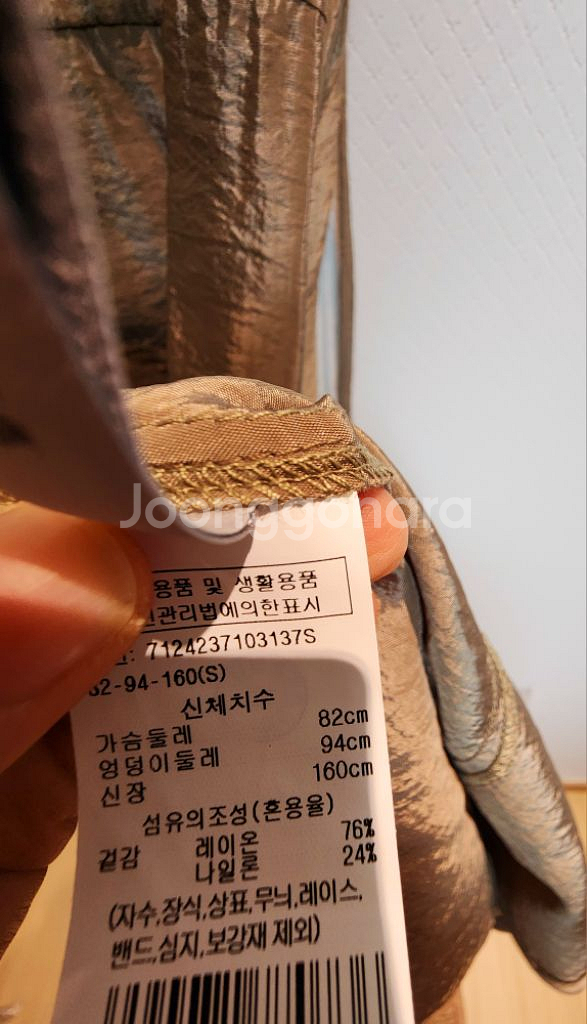 Joonggonara
용품 및 생활용품
관리법에의한표시
: 7124237103137S
82-94-160(S)
신체치수
가슴둘레 82cm
엉덩이둘레 94cm
신장 160cm
섬유의조성(혼용율)
겉감 레이온 76%
나일론 24%
(자수,장식,상표,무늬,레이스,
밴드,심지,보강재 제외)